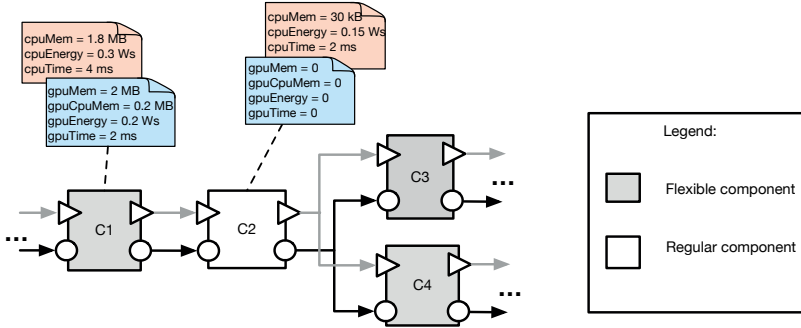 cpuMem = 1.8 MB
cpuEnergy = 0.3 Ws
cpuTime = 4 ms
gpuMem = 2 MB
gpuCpuMem = 0.2 MB
gpuEnergy = 0.2 Ws
gpuTime = 2 ms
cpuMem = 30 kB
cpuEnergy = 0.15 Ws
cpuTime = 2 ms
gpuMem = 0
gpuCpuMem = 0
gpuEnergy = 0
gpuTime = 0
...
C1
C2
C3
...
C4
...
Legend:
Flexible component
Regular component